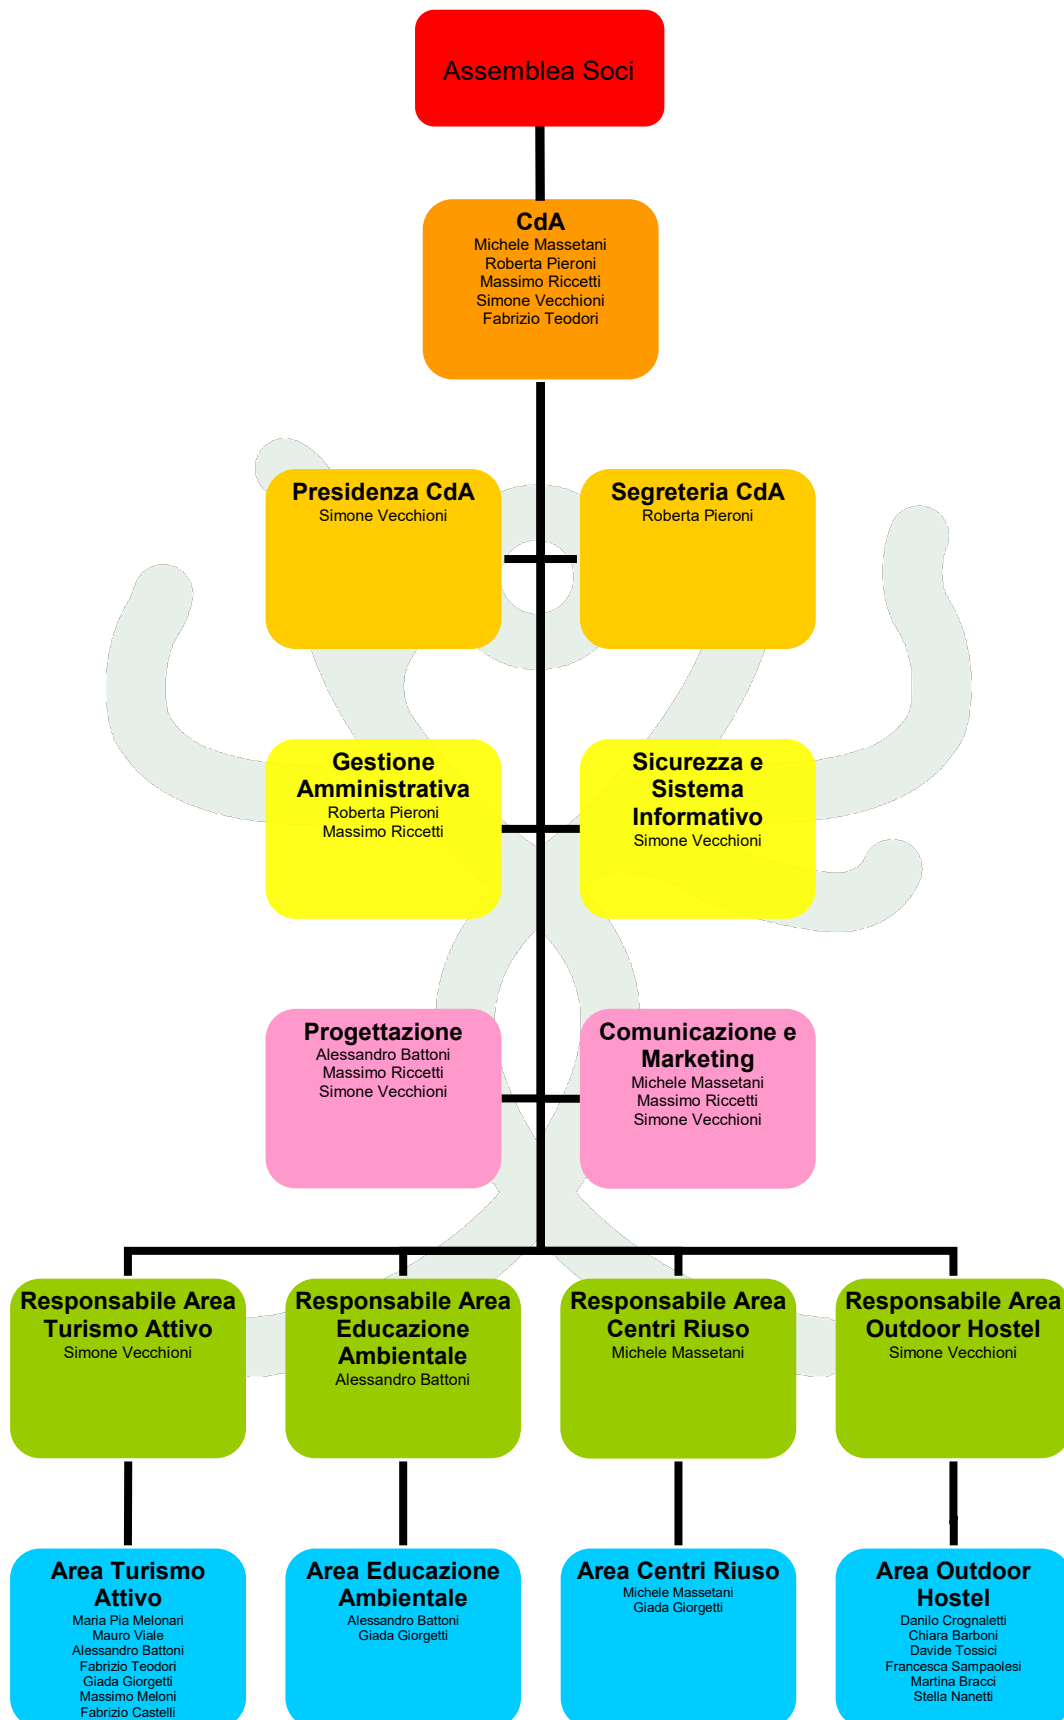 Assemblea Soci
CdA
Michele Massetani
Roberta Pieroni
Massimo Riccetti
Simone Vecchioni
Fabrizio Teodori
Presidenza CdA
Simone Vecchioni
Segreteria CdA
Roberta Pieroni
Gestione
Amministrativa
Roberta Pieroni
Massimo Riccetti
Sicurezza e
Sistema
Informativo
Simone Vecchioni
Progettazione
Alessandro Battoni
Massimo Riccetti
Simone Vecchioni
Comunicazione e
Marketing
Michele Massetani
Massimo Riccetti
Simone Vecchioni
Responsabile Area
Turismo Attivo
Simone Vecchioni
Responsabile Area
Educazione
Ambientale
Alessandro Battoni
Responsabile Area
Centri Riuso
Michele Massetani
Responsabile Area
Outdoor Hostel
Simone Vecchioni
Area Turismo
Attivo
Maria Pia Melonari
Mauro Viale
Alessandro Battoni
Fabrizio Teodori
Giada Giorgetti
Massimo Meloni
Fabrizio Castelli
Area Educazione
Ambientale
Alessandro Battoni
Giada Giorgetti
Area Centri Riuso
Michele Massetani
Giada Giorgetti
Area Outdoor
Hostel
Danilo Crognaletti
Chiara Barboni
Davide Tossici
Francesca Sampaolesi
Martina Bracci
Stella Nanetti